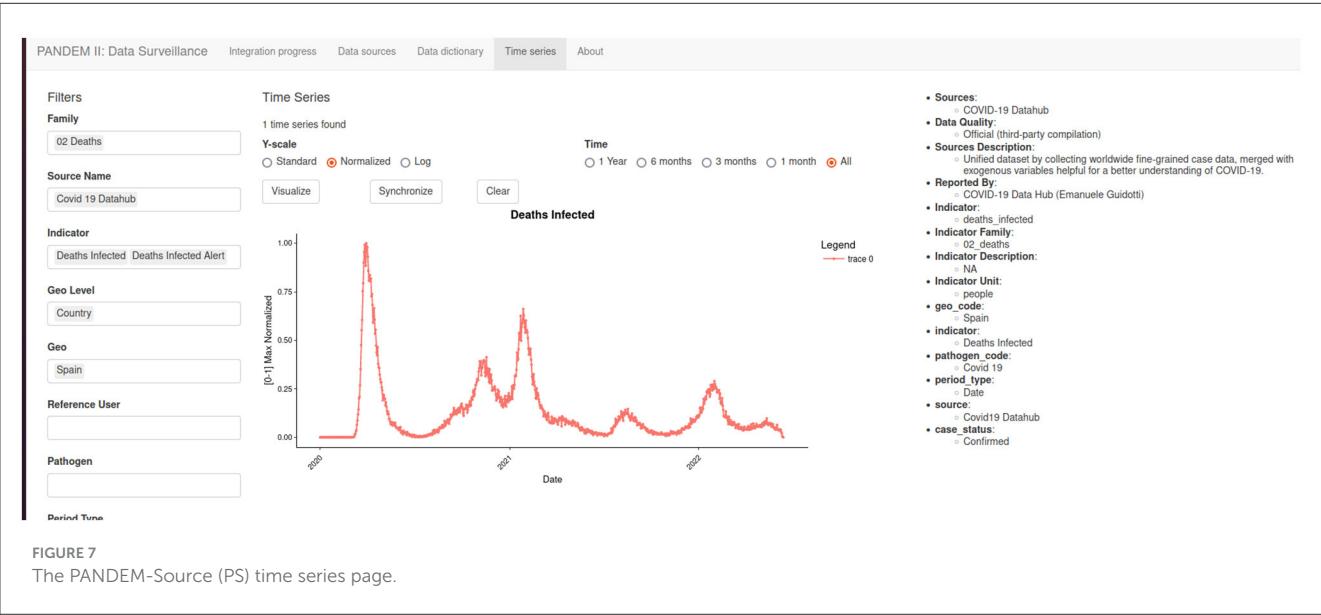 PANDEM II: Data Surveillance Integration progress Data sources Data dictionary Time series About
Filters
Family
02 Deaths
Source Name
Covid 19 Datahub
Indicator
Deaths Infected Deaths Infected Alert
Geo Level
Country
Geo
Spain
Reference User
Pathogen
Period Type
Time Series
1 time series found
Y-scale
Standard Normalized Log
Time
1 Year 6 months 3 months 1 month All
Visualize Synchronize Clear
Deaths Infected
[0-1] Max Normalized
1.00
0.75
0.50
0.25
0.00
2020
2021
2022
Date
Legend
trace 0
• Sources:
○ COVID-19 Datahub
• Data Quality:
○ Official (third-party compilation)
• Sources Description:
○ Unified dataset by collecting worldwide fine-grained case data, merged with
exogenous variables helpful for a better understanding of COVID-19.
• Reported By:
○ COVID-19 Data Hub (Emanuele Guidotti)
• Indicator:
○ deaths_infected
• Indicator Family:
○ 02_deaths
• Indicator Description:
○ NA
• Indicator Unit:
○ people
• geo_code:
○ Spain
• indicator:
○ Deaths Infected
• pathogen_code:
○ Covid 19
• period_type:
○ Date
• source:
○ Covid19 Datahub
• case_status:
○ Confirmed
FIGURE 7
The PANDEM-Source (PS) time series page.